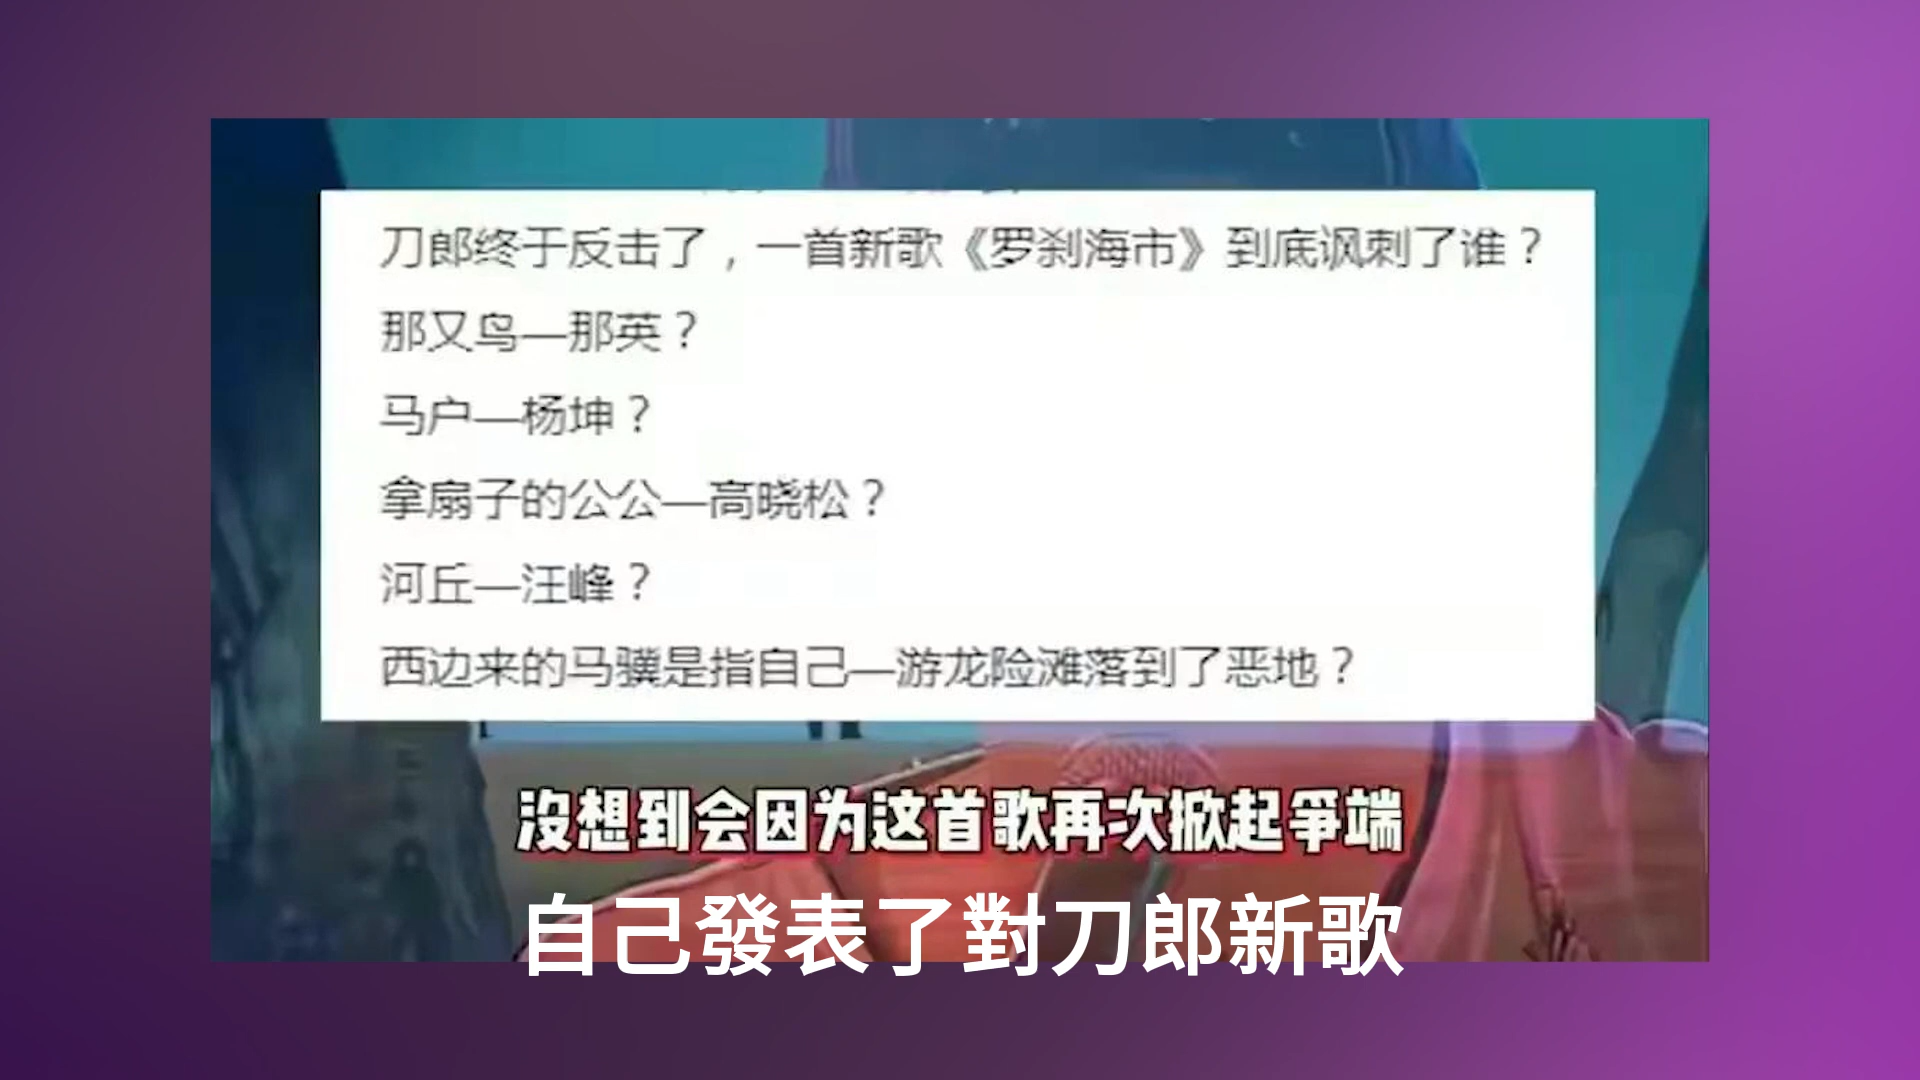 刀郎终于反击了，一首新歌《罗刹海市》到底讽刺了谁？
那又鸟—那英？
马户—杨坤？
拿扇子的公公—高晓松？
河丘—汪峰？
西边来的马骥是指自己—游龙险滩落到了恶地？
没想到会因为这首歌再次掀起争端
自己發表了對刀郎新歌